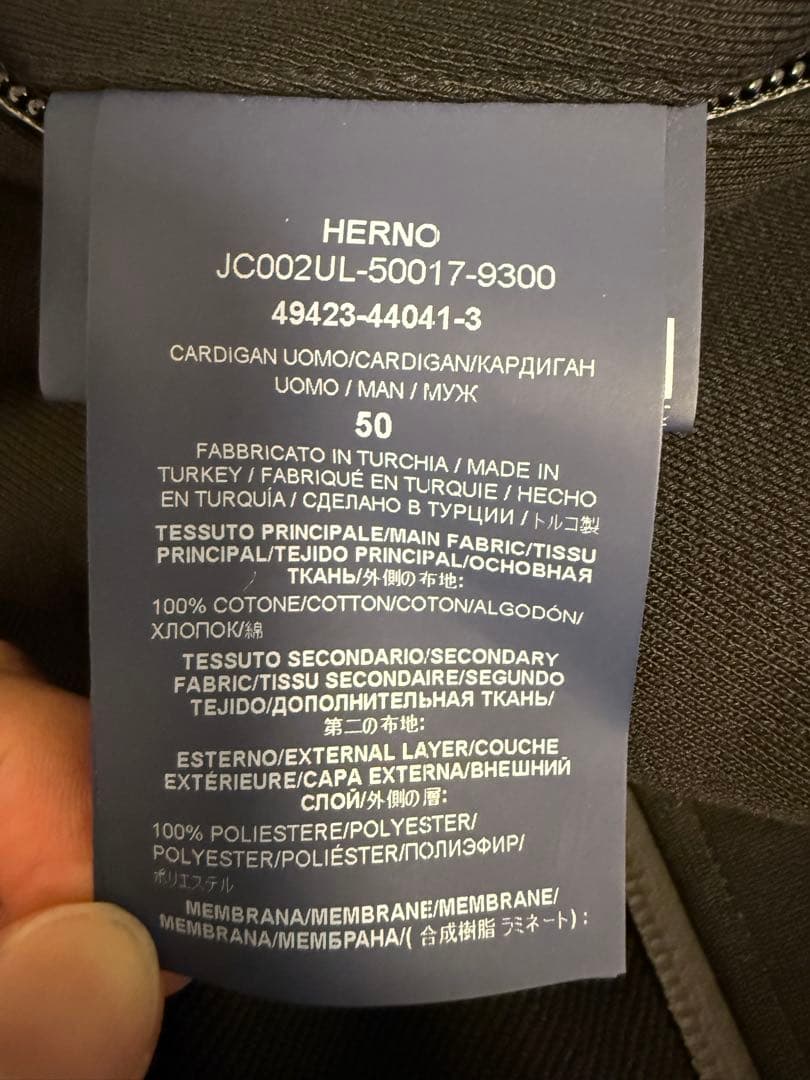 HERNO
JC002UL-50017-9300
49423-44041-3
CARDIGAN UOMO/CARDIGAN/КАРДИГАН
UOMO / MAN / МУЖ
50
FABBRICATO IN TURCHIA / MADE IN
TURKEY / FABRIQUÉ EN TURQUIE / HECHO
EN TURQUÍA / СДЕЛАНО В ТУРЦИИ / トルコ製
TESSUTO PRINCIPALE/MAIN FABRIC/TISSU
PRINCIPAL/TEJIDO PRINCIPAL/ОСНОВНАЯ
ТКАНЬ/外側の布地:
100% COTONE/COTTON/COTON/ALGODÓN/
ХЛОПОК/綿
TESSUTO SECONDARIO/SECONDARY
FABRIC/TISSU SECONDAIRE/SEGUNDO
TEJIDO/ДОПОЛНИТЕЛЬНАЯ ТКАНЬ/
第二の布地:
ESTERNO/EXTERNAL LAYER/COUCHE
EXTÉRIEURE/CAPA EXTERNA/ВНЕШНИЙ
СЛОЙ/外側の層:
100% POLIESTERE/POLYESTER/
POLYESTER/POLIÉSTER/ПОЛИЭФИР/
ポリエステル
MEMBRANA/MEMBRANE/MEMBRANE/
MEMBRANA/МЕМБРАНА/( 合成樹脂 ラミネート) :